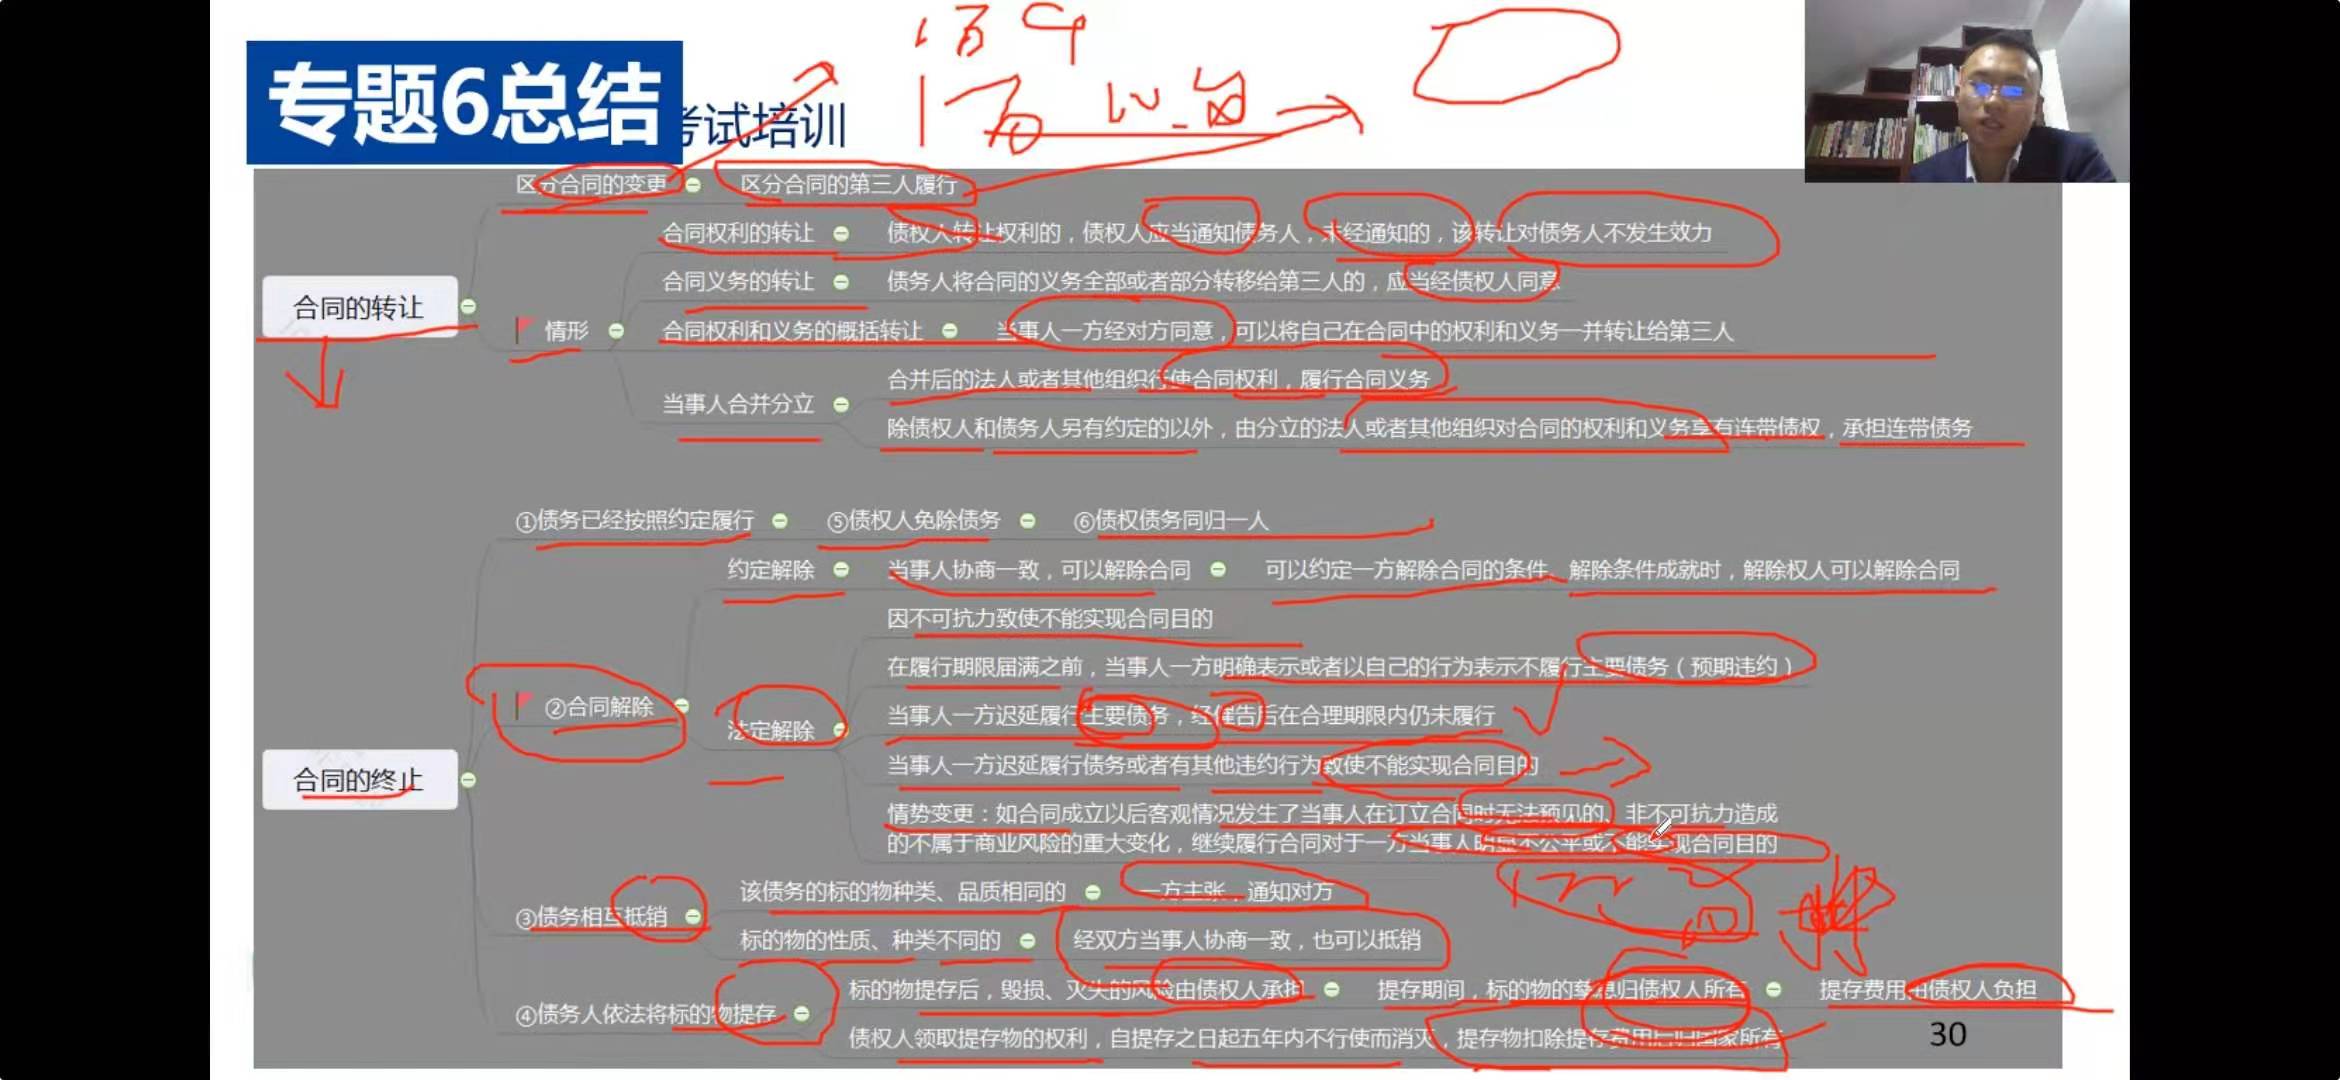 专题6总结
考试培训
区分合同的变更 区分合同的第三人履行
合同权利的转让 债权人转让权利的，债权人应当通知债务人，未经通知的，该转让对债务人不发生效力
合同义务的转让 债务人将合同的义务全部或者部分转移给第三人的，应当经债权人同意
合同的转让
情形
合同权利和义务的概括转让 当事人一方经对方同意，可以将自己在合同中的权利和义务一并转让给第三人
当事人合并分立
合并后的法人或者其他组织行使合同权利，履行合同义务
除债权人和债务人另有约定的以外，由分立的法人或者其他组织对合同的权利和义务享有连带债权，承担连带债务
①债务已经按照约定履行 ⑤债权人免除债务 ⑥债权债务同归一人
约定解除 当事人协商一致，可以解除合同 可以约定一方解除合同的条件、解除条件成就时，解除权人可以解除合同
因不可抗力致使不能实现合同目的
在履行期限届满之前，当事人一方明确表示或者以自己的行为表示不履行主要债务（预期违约）
②合同解除
法定解除
当事人一方迟延履行主要债务，经催告后在合理期限内仍未履行
当事人一方迟延履行债务或者有其他违约行为致使不能实现合同目的
合同的终止
情势变更：如合同成立以后客观情况发生了当事人在订立合同时无法预见的、非不可抗力造成
的不属于商业风险的重大变化，继续履行合同对于一方当事人明显不公平或不能实现合同目的
③债务相互抵销
该债务的标的物种类、品质相同的 一方主张，通知对方
标的物的性质、种类不同的 经双方当事人协商一致，也可以抵销
④债务人依法将标的物提存
标的物提存后，毁损、灭失的风险由债权人承担 提存期间，标的物的孳息归债权人所有 提存费用由债权人负担
债权人领取提存物的权利，自提存之日起五年内不行使而消灭，提存物扣除提存费用后归国家所有
30